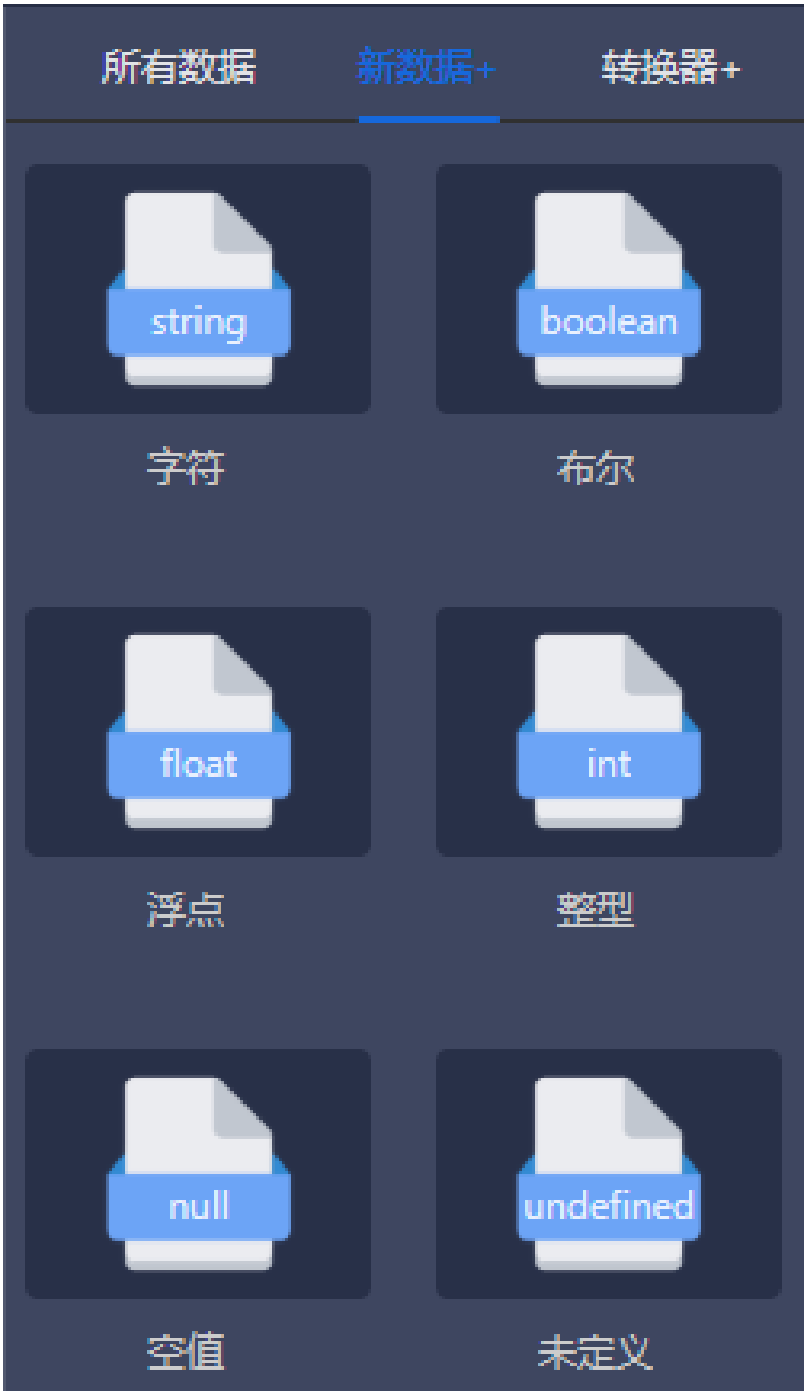 所有数据 新数据+ 转换器+
string boolean
字符 布尔
float int
浮点 整型
null undefined
空值 未定义